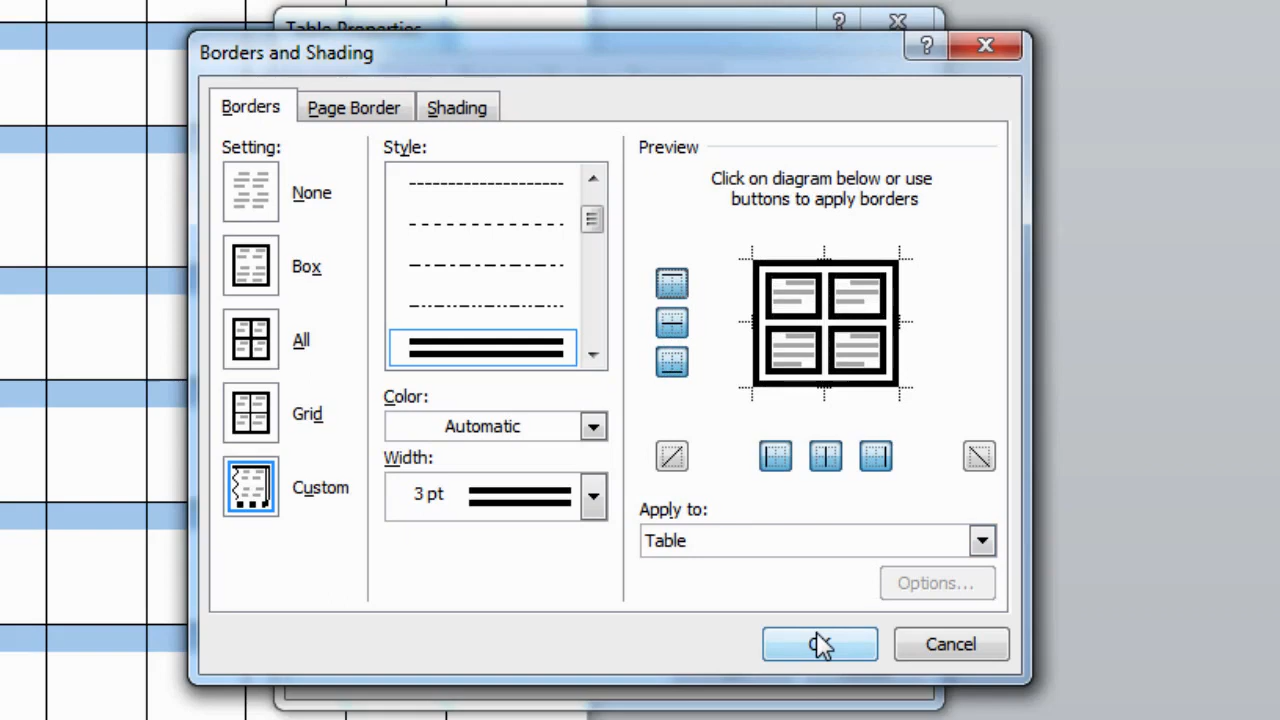 Table Properties
Borders and Shading
Borders
Page Border
Shading
Setting:
None
Box
All
Grid
Custom
Style:
Color:
Automatic
Width:
3 pt
Preview
Click on diagram below or use
buttons to apply borders
Apply to:
Table
Options...
Cancel